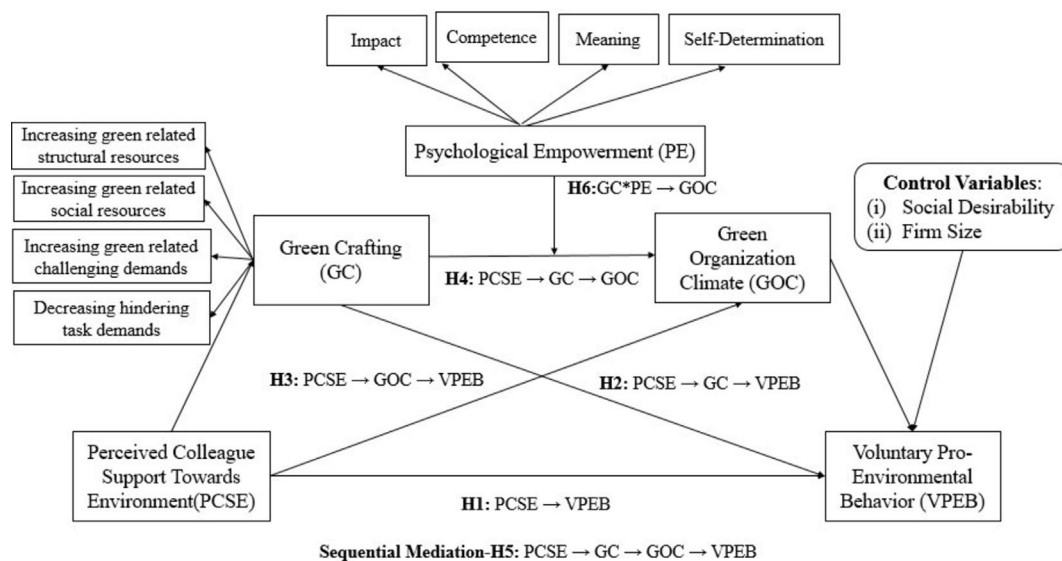 Impact
Competence
Meaning
Self-Determination
Increasing green related
structural resources
Increasing green related
social resources
Increasing green related
challenging demands
Decreasing hindering
task demands
Psychological Empowerment (PE)
H6:GC*PE → GOC
Control Variables:
(i) Social Desirability
(ii) Firm Size
Green Crafting
(GC)
H4: PCSE → GC → GOC
Green
Organization
Climate (GOC)
H3: PCSE → GOC → VPEB
H2: PCSE → GC → VPEB
Perceived Colleague
Support Towards
Environment(PCSE)
H1: PCSE → VPEB
Voluntary Pro-
Environmental
Behavior (VPEB)
Sequential Mediation-H5: PCSE → GC → GOC → VPEB